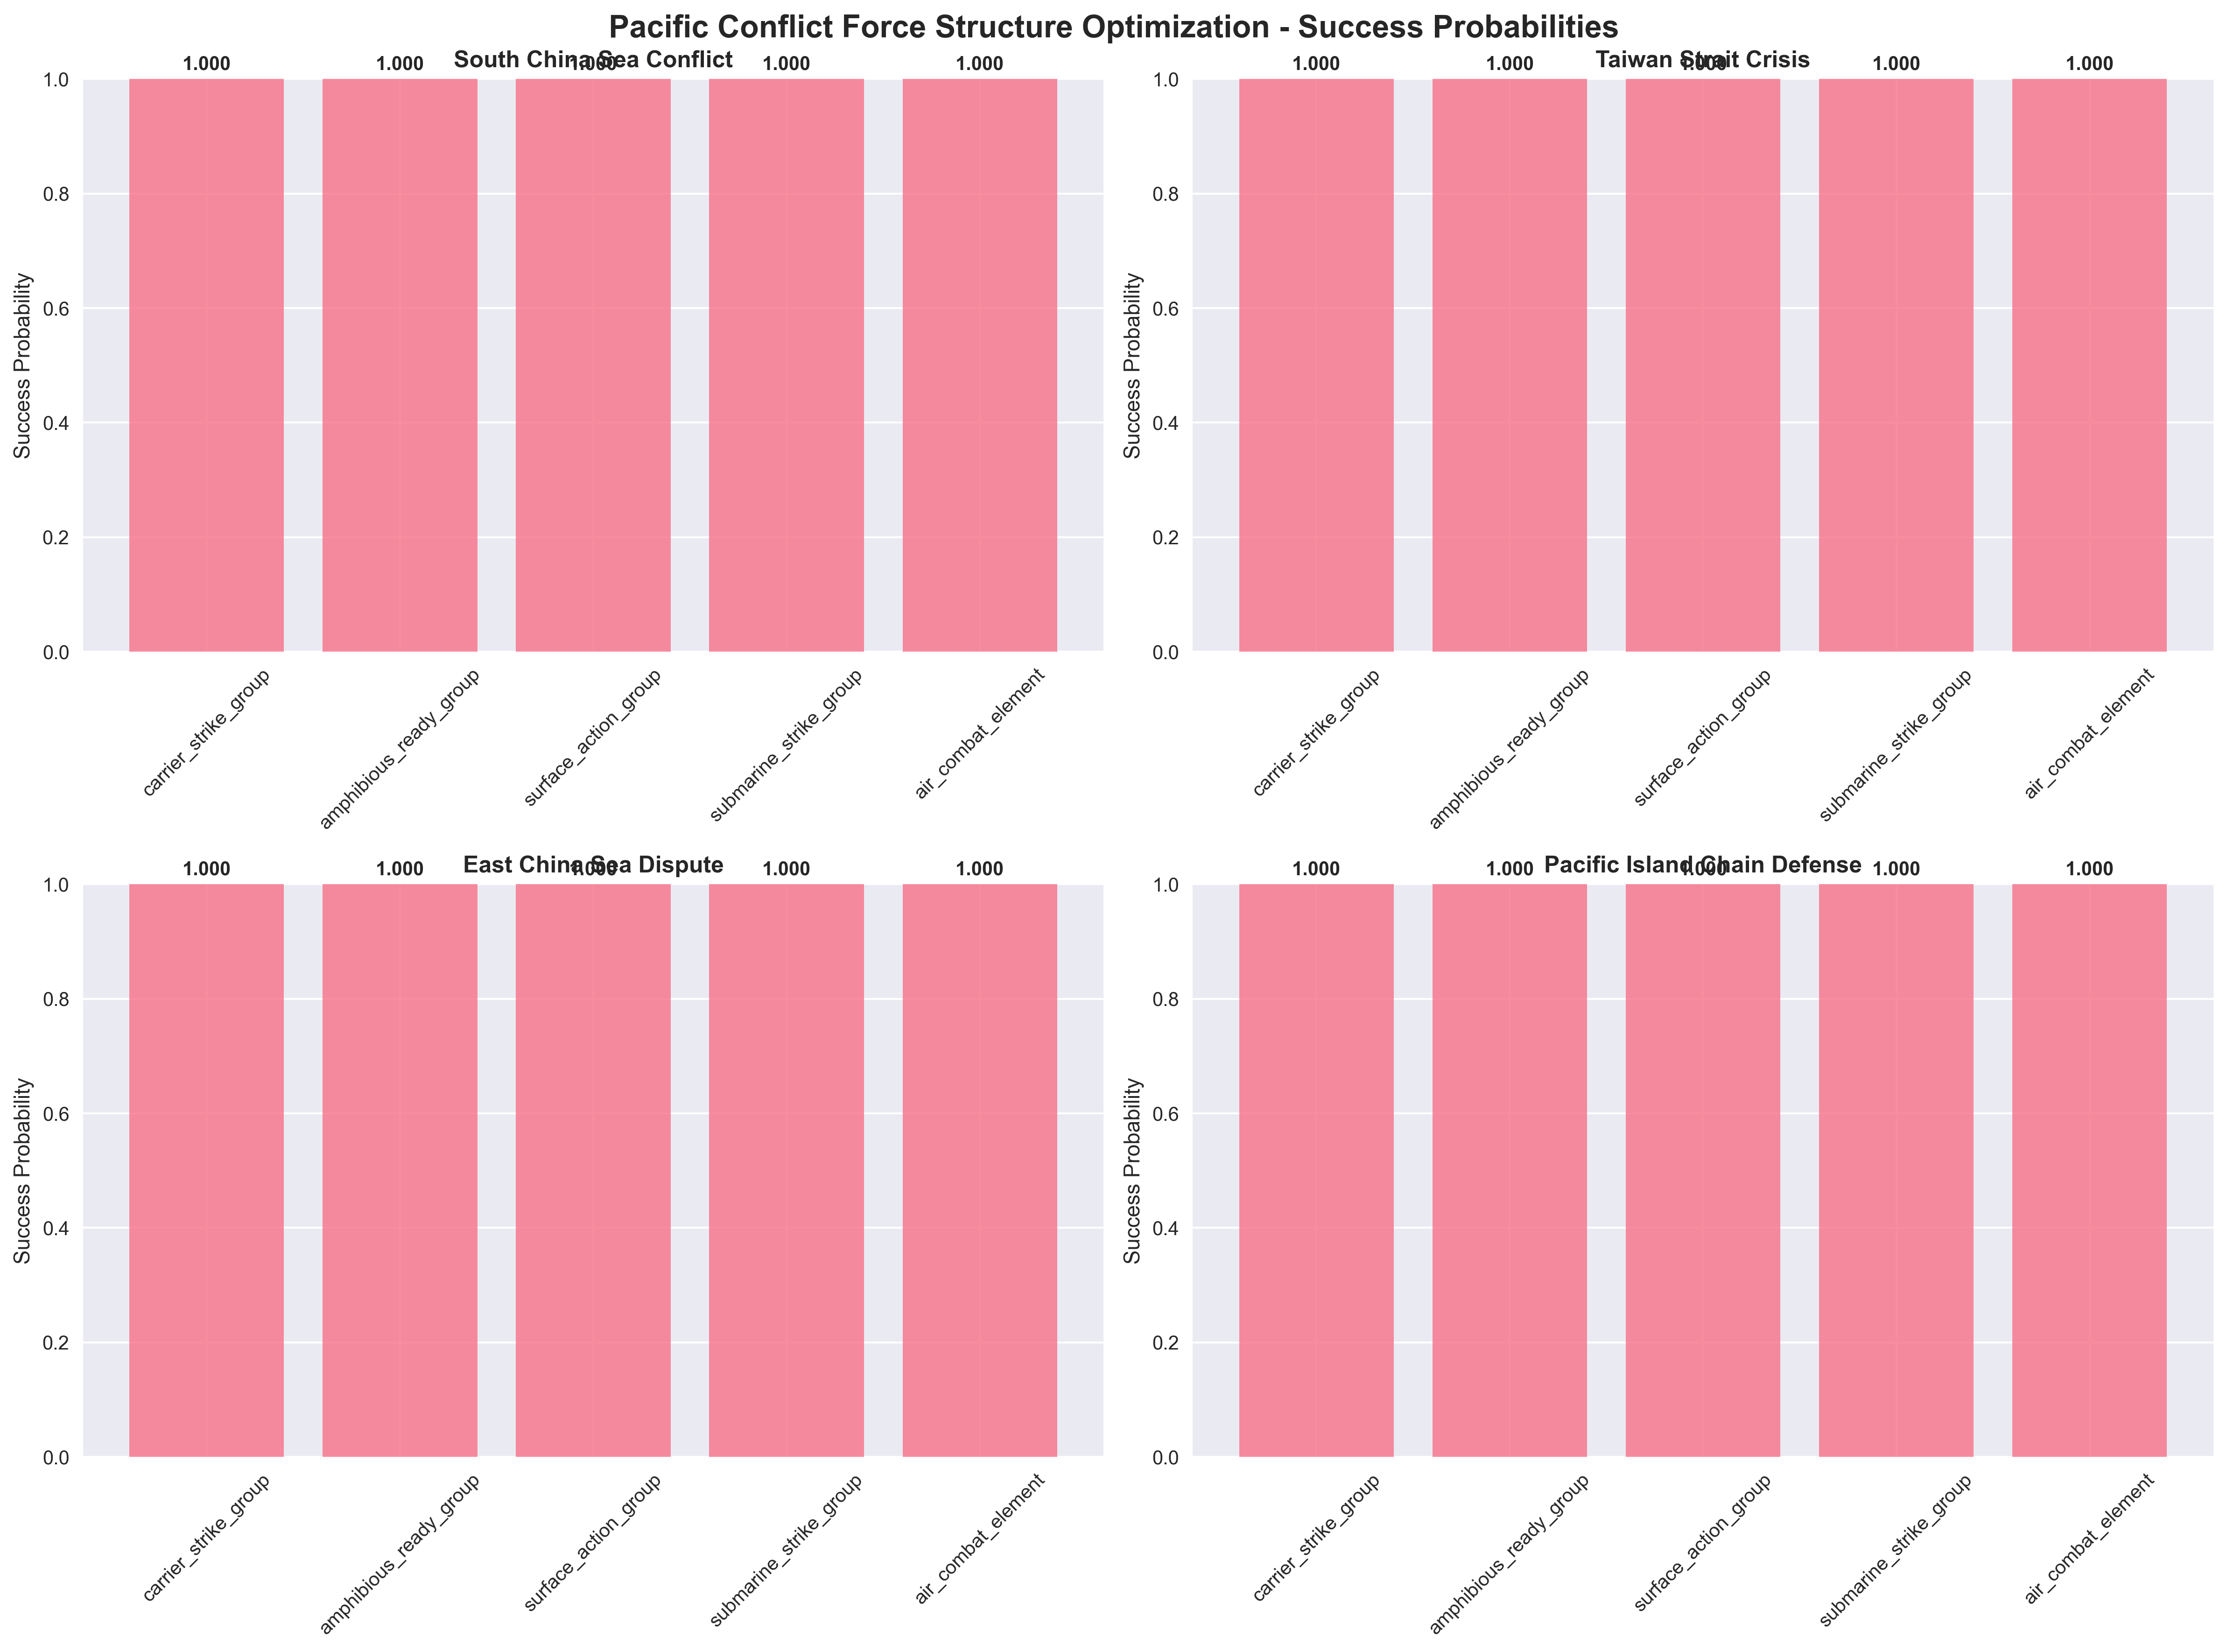 Pacific Conflict Force Structure Optimization - Success Probabilities
South China Sea Conflict
1.000 1.000 1.000 1.000 1.000
1.0
0.8
0.6
0.4
0.2
0.0
Success Probability
carrier_strike_group
amphibious_ready_group
surface_action_group
submarine_strike_group
air_combat_element
Taiwan Strait Crisis
1.000 1.000 1.000 1.000 1.000
1.0
0.8
0.6
0.4
0.2
0.0
Success Probability
carrier_strike_group
amphibious_ready_group
surface_action_group
submarine_strike_group
air_combat_element
East China Sea Dispute
1.000 1.000 1.000 1.000 1.000
1.0
0.8
0.6
0.4
0.2
0.0
Success Probability
carrier_strike_group
amphibious_ready_group
surface_action_group
submarine_strike_group
air_combat_element
Pacific Island Chain Defense
1.000 1.000 1.000 1.000 1.000
1.0
0.8
0.6
0.4
0.2
0.0
Success Probability
carrier_strike_group
amphibious_ready_group
surface_action_group
submarine_strike_group
air_combat_element